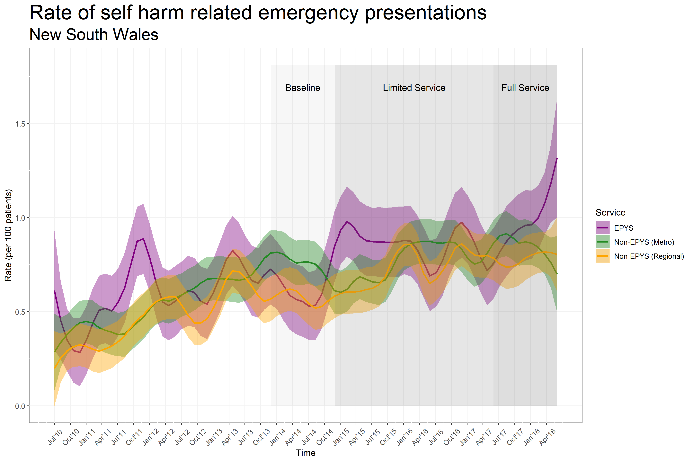 Rate of self harm related emergency presentations
New South Wales
Baseline
Limited Service
Full Service
1.5
1.0
0.5
0.0
Rate (per 100 patients)
Service
EPYS
Non-EPYS (Metro)
Non EPYS (Regional)
Jul'10 Oct'10 Jan'11 Apr'11 Jul'11 Oct'11 Jan'12 Apr'12 Jul'12 Oct'12 Jan'13 Apr'13 Jul'13 Oct'13 Jan'14 Apr'14 Jul'14 Oct'14 Jan'15 Apr'15 Jul'15 Oct'15 Jan'16 Apr'16 Jul'16 Oct'16 Jan'17 Apr'17 Jul'17 Oct'17 Jan'18 Apr'18
Time